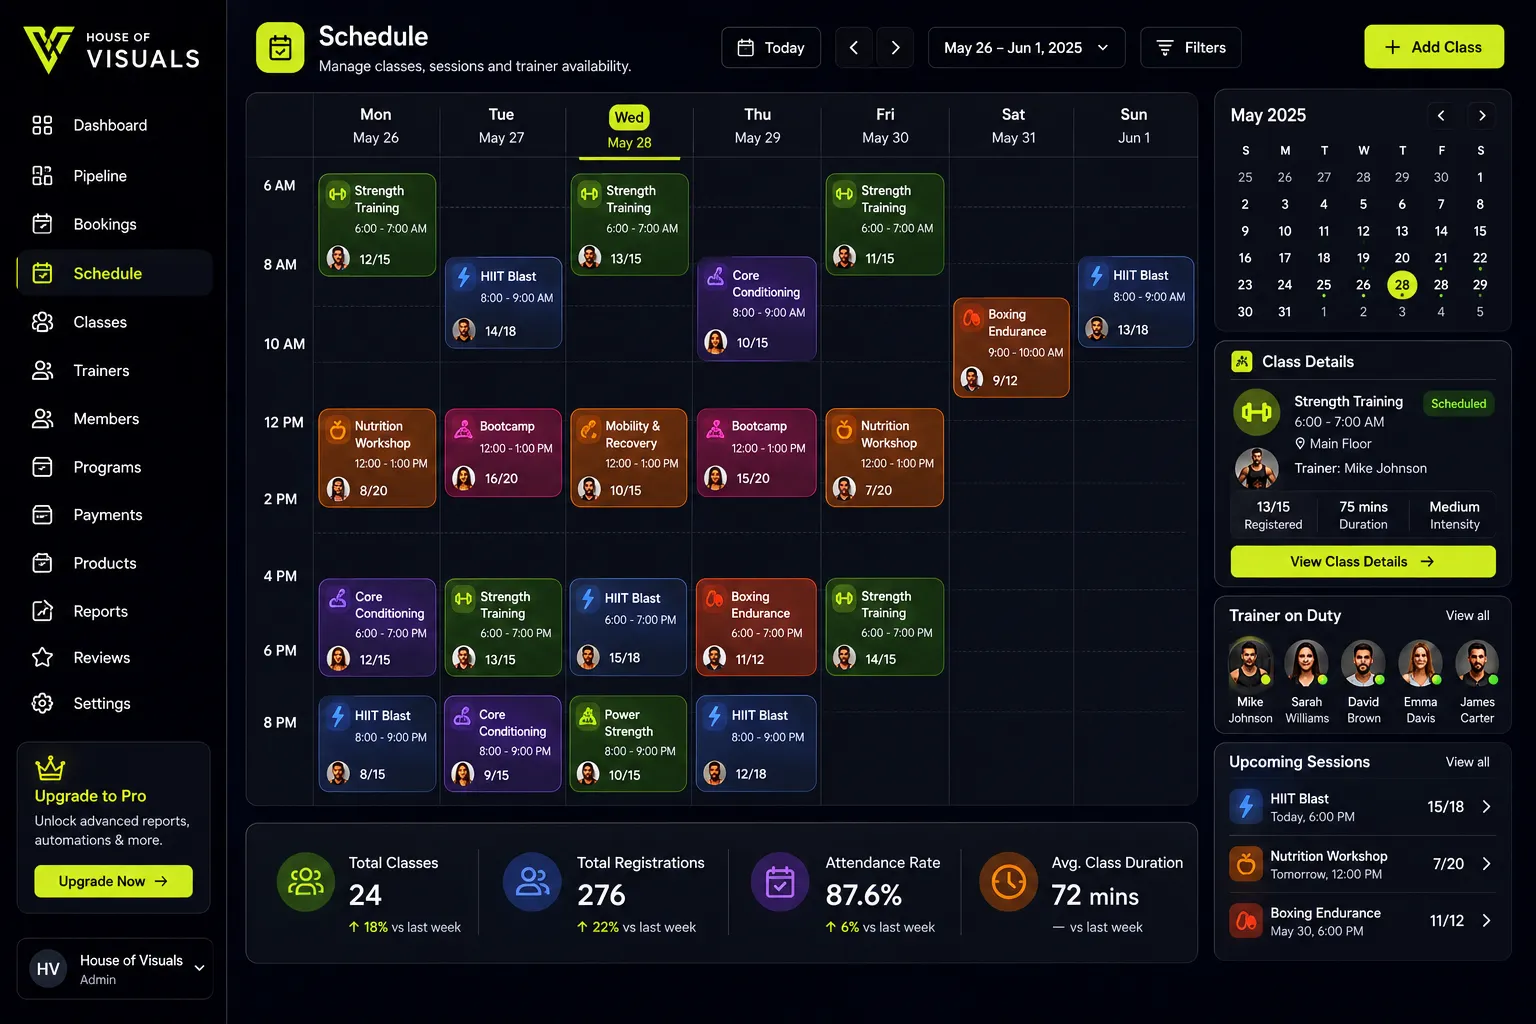 HOUSE OF
VISUALS
Dashboard
Pipeline
Bookings
Schedule
Classes
Trainers
Members
Programs
Payments
Products
Reports
Reviews
Settings
Upgrade to Pro
Unlock advanced reports,
automations & more.
Upgrade Now →
HV
House of Visuals
Admin
Schedule
Manage classes, sessions and trainer availability.
Today
May 26 – Jun 1, 2025
Filters
+ Add Class
Mon
May 26
Tue
May 27
Wed
May 28
Thu
May 29
Fri
May 30
Sat
May 31
Sun
Jun 1
6 AM
8 AM
10 AM
12 PM
2 PM
4 PM
6 PM
8 PM
Strength
Training
6:00 - 7:00 AM
12/15
Nutrition
Workshop
12:00 - 1:00 PM
8/20
Core
Conditioning
6:00 - 7:00 PM
12/15
HIIT Blast
8:00 - 9:00 PM
8/15
HIIT Blast
8:00 - 9:00 AM
14/18
Bootcamp
12:00 - 1:00 PM
16/20
Strength
Training
6:00 - 7:00 PM
13/15
Core
Conditioning
8:00 - 9:00 PM
9/15
Strength
Training
6:00 - 7:00 AM
13/15
Mobility &
Recovery
12:00 - 1:00 PM
10/15
HIIT Blast
6:00 - 7:00 PM
15/18
Power
Strength
8:00 - 9:00 PM
10/15
Core
Conditioning
8:00 - 9:00 AM
10/15
Bootcamp
12:00 - 1:00 PM
15/20
Boxing
Endurance
6:00 - 7:00 PM
11/12
HIIT Blast
8:00 - 9:00 PM
12/18
Strength
Training
6:00 - 7:00 AM
11/15
Nutrition
Workshop
12:00 - 1:00 PM
7/20
Strength
Training
6:00 - 7:00 PM
14/15
Boxing
Endurance
9:00 - 10:00 AM
9/12
HIIT Blast
8:00 - 9:00 AM
13/18
Total Classes
24
↑ 18% vs last week
Total Registrations
276
↑ 22% vs last week
Attendance Rate
87.6%
↑ 6% vs last week
Avg. Class Duration
72 mins
— vs last week
May 2025
S M T W T F S
25 26 27 28 29 30 1
2 3 4 5 6 7 8
9 10 11 12 13 14 15
16 17 18 19 20 21 22
23 24 25 26 28 28 29
30 31 1 2 3 4 5
Class Details
Strength Training
Scheduled
6:00 - 7:00 AM
Main Floor
Trainer: Mike Johnson
13/15
Registered
75 mins
Duration
Medium
Intensity
View Class Details →
Trainer on Duty
View all
Mike
Johnson
Sarah
Williams
David
Brown
Emma
Davis
James
Carter
Upcoming Sessions
View all
HIIT Blast
Today, 6:00 PM
15/18
Nutrition Workshop
Tomorrow, 12:00 PM
7/20
Boxing Endurance
May 30, 6:00 PM
11/12